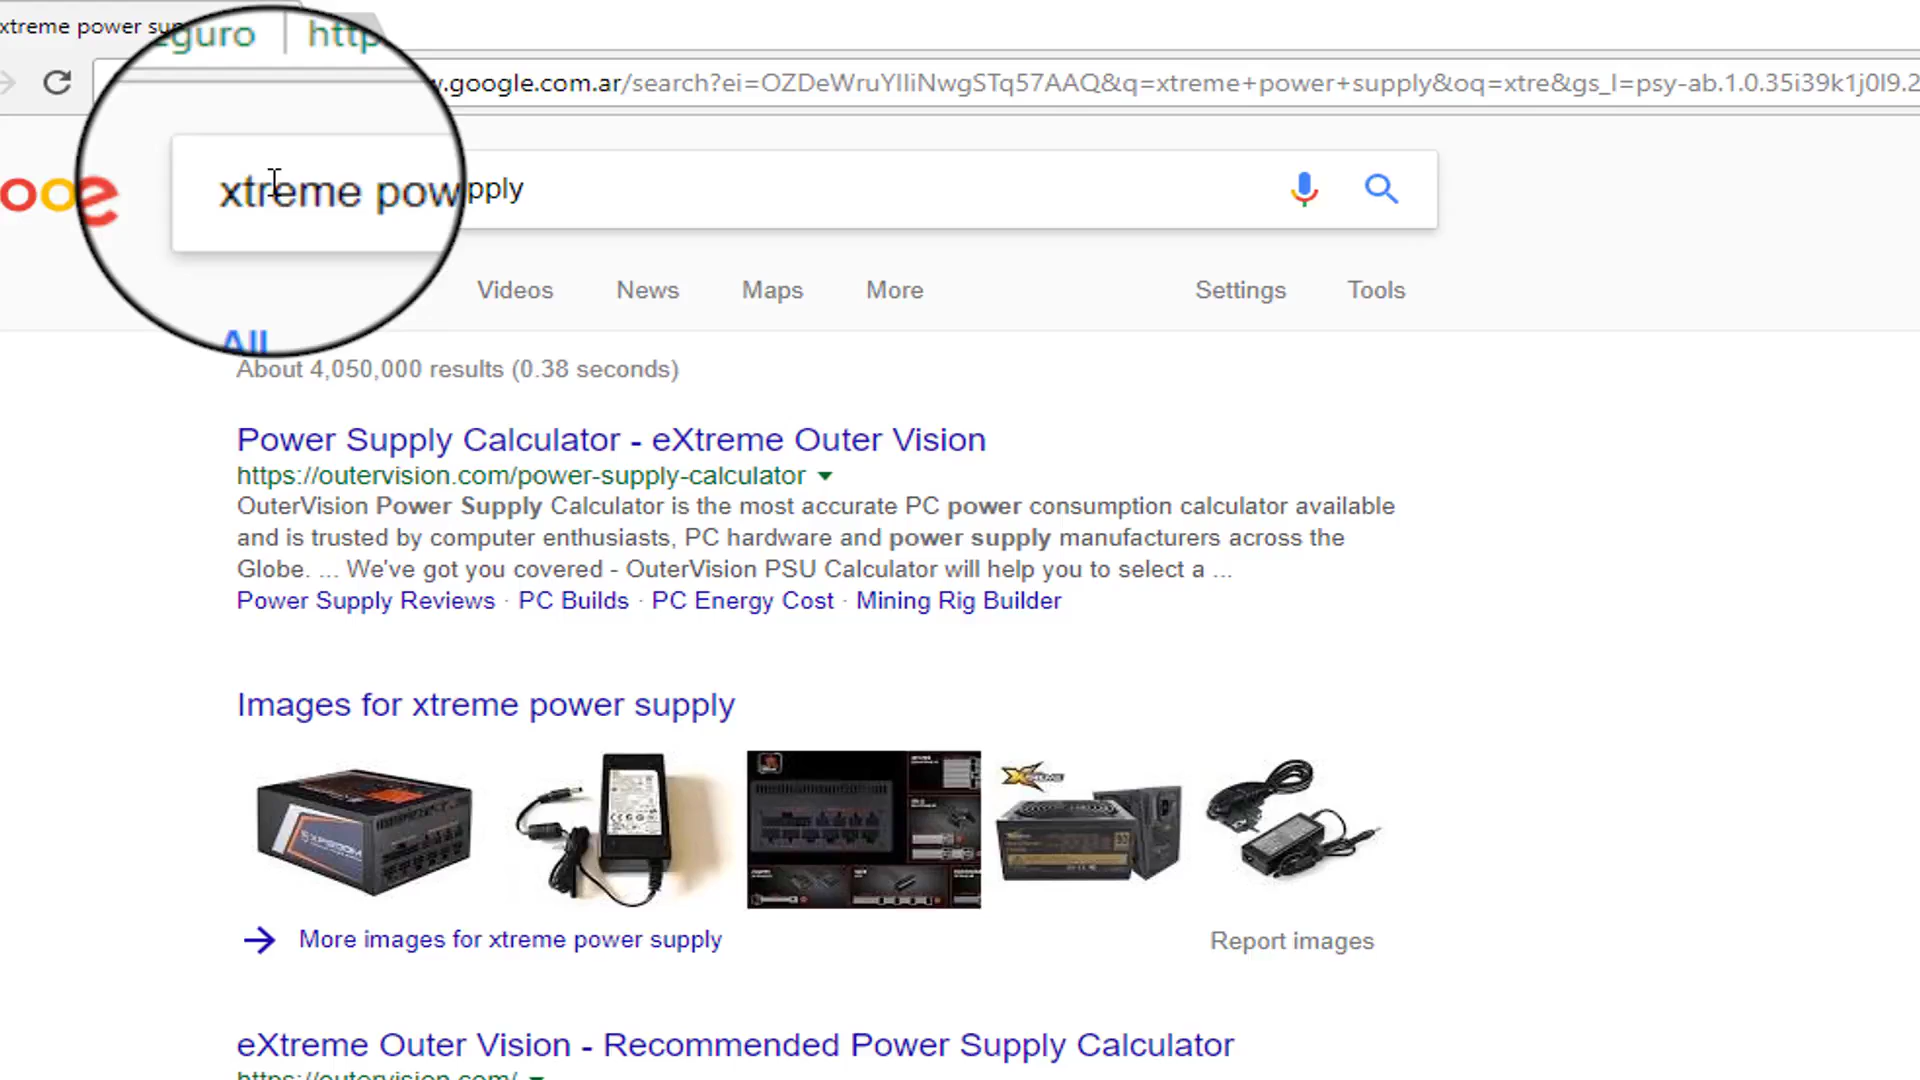 xtreme power su
eguro | http
w.google.com.ar/search?ei=OZDeWruYIIiNwgSTq57AAQ&q=xtreme+power+supply&oq=xtre&gs_l=psy-ab.1.0.35i39k1j0l9.2
xtreme pow pply
All Videos News Maps More Settings Tools
About 4,050,000 results (0.38 seconds)
Power Supply Calculator - eXtreme Outer Vision
https://outervision.com/power-supply-calculator
OuterVision Power Supply Calculator is the most accurate PC power consumption calculator available
and is trusted by computer enthusiasts, PC hardware and power supply manufacturers across the
Globe. ... We've got you covered - OuterVision PSU Calculator will help you to select a ...
Power Supply Reviews · PC Builds · PC Energy Cost · Mining Rig Builder
Images for xtreme power supply
More images for xtreme power supply Report images
eXtreme Outer Vision - Recommended Power Supply Calculator
https://outervision.com/